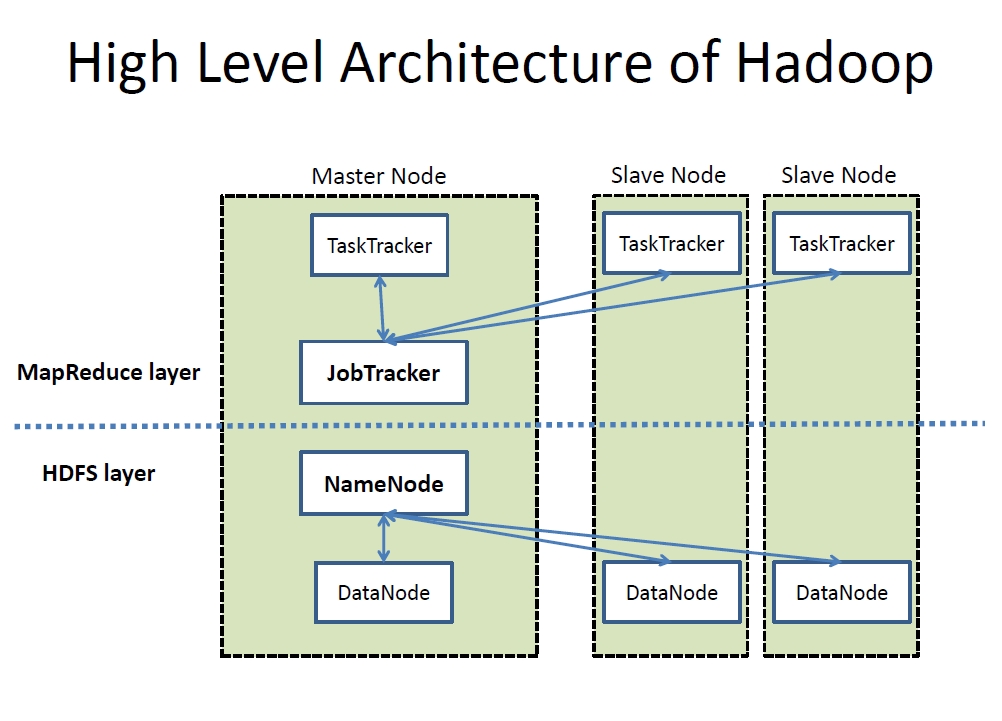 High Level Architecture of Hadoop
Master Node
Slave Node
Slave Node
TaskTracker
TaskTracker
TaskTracker
MapReduce layer
JobTracker
HDFS layer
NameNode
DataNode
DataNode
DataNode